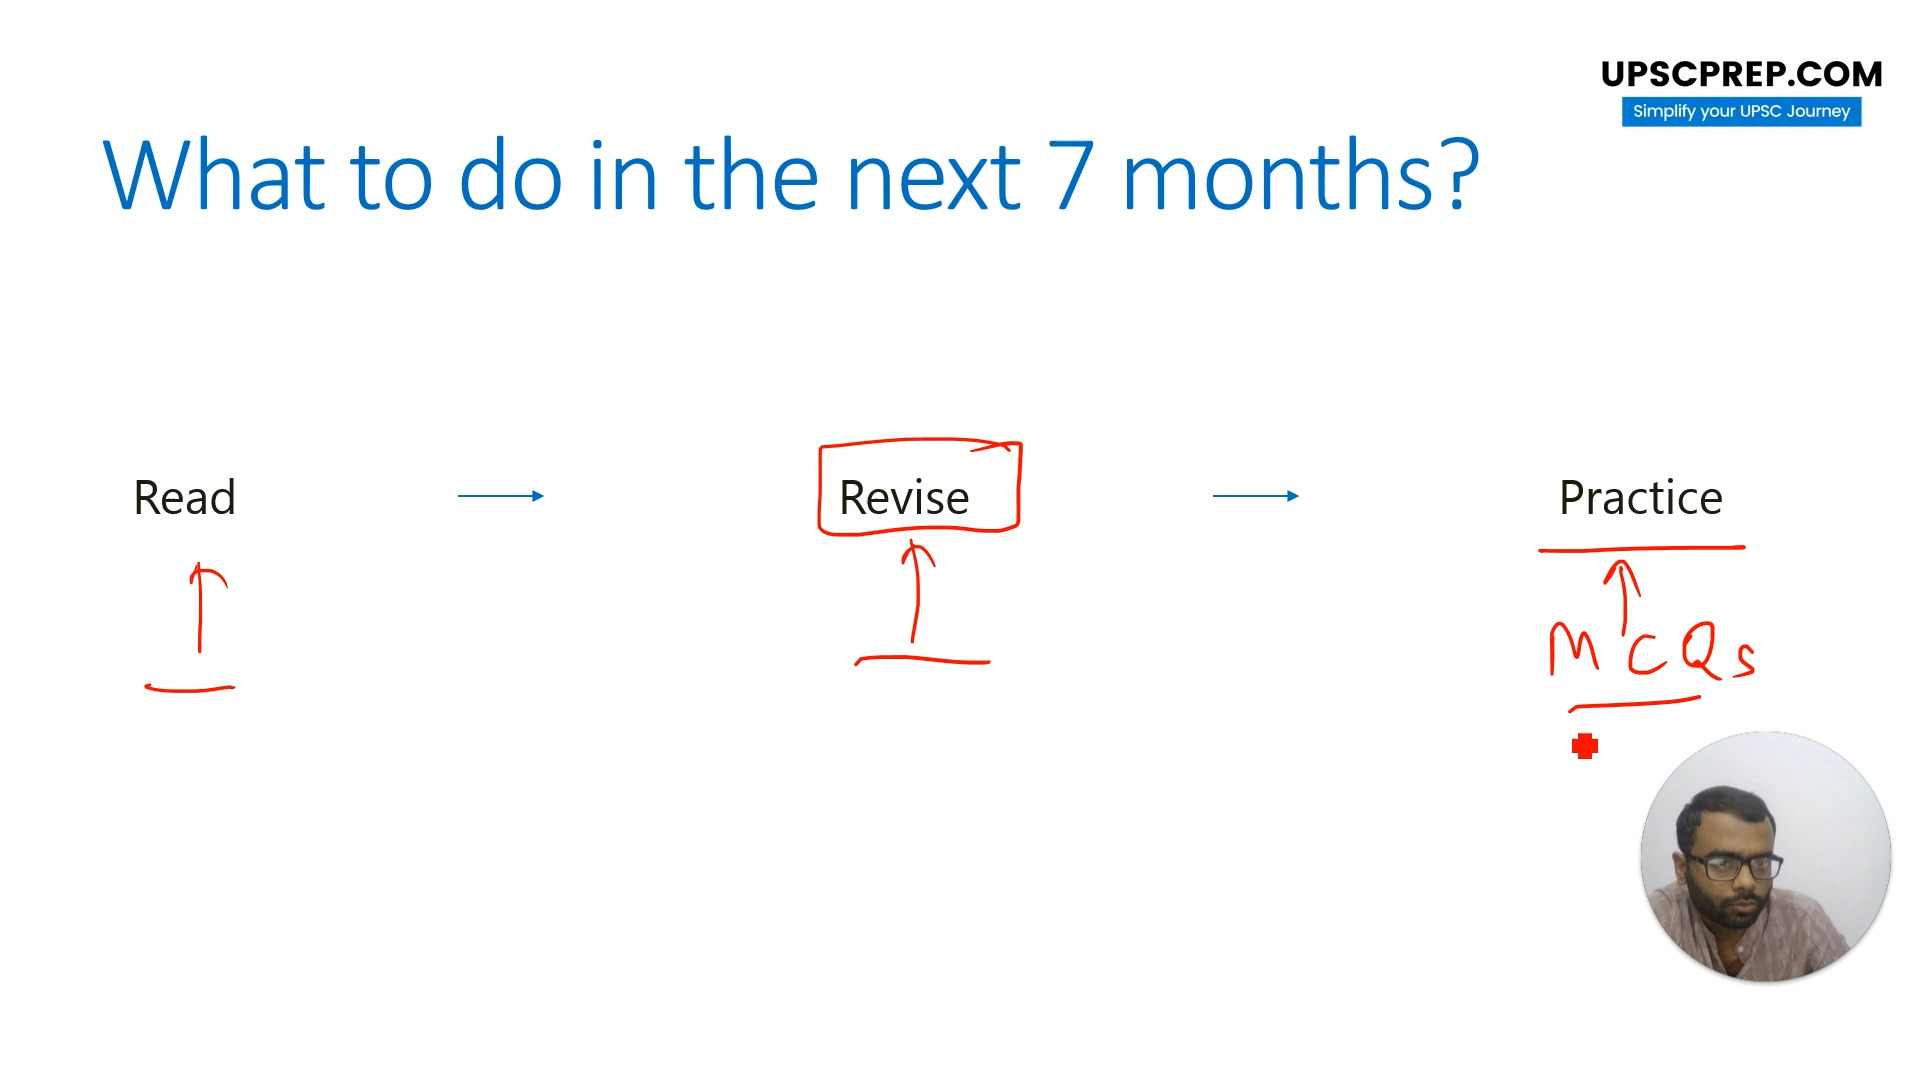 UPSCPREP.COM
Simplify your UPSC Journey
What to do in the next 7 months?
Read
Revise
Practice
MCQs